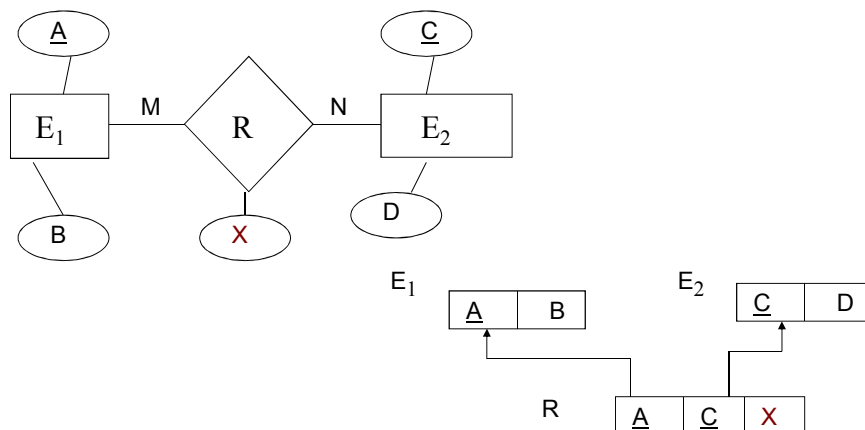 A C
M N
E1 R E2
B X D
E1 E2
A B C D
R A C X